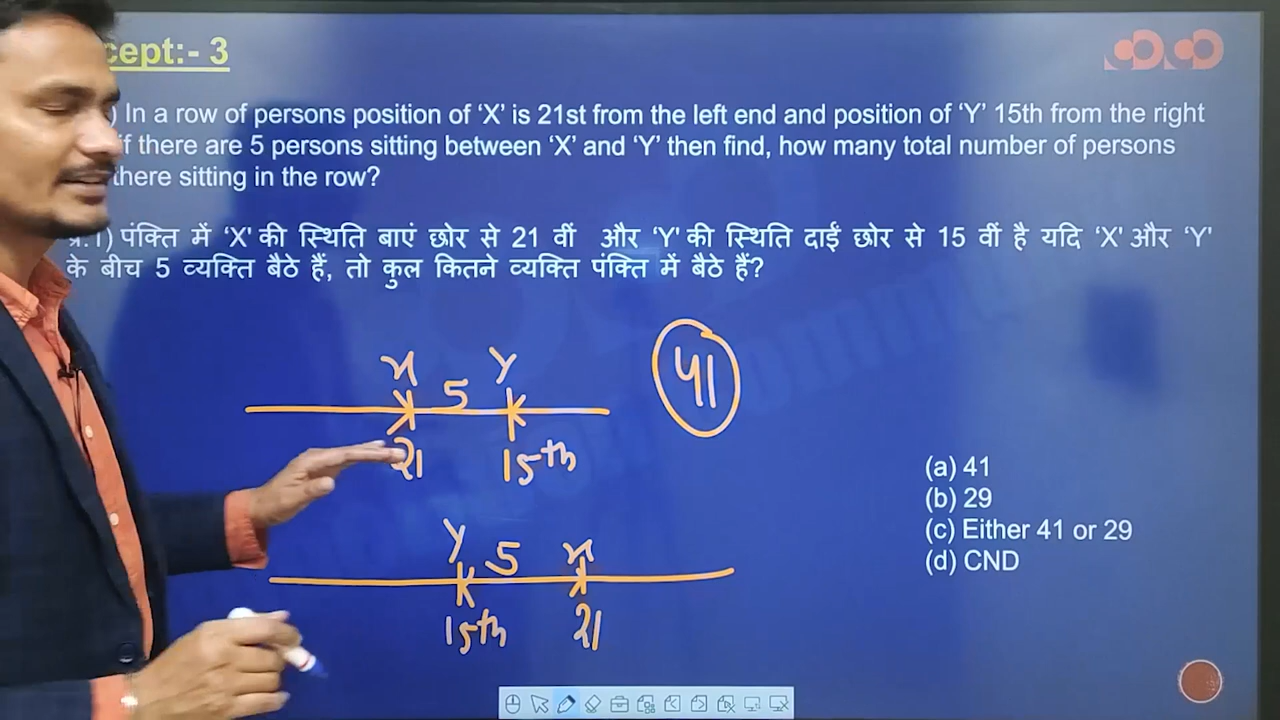 cept:- 3
) In a row of persons position of ‘X’ is 21st from the left end and position of ‘Y’ 15th from the right
if there are 5 persons sitting between ‘X’ and ‘Y’ then find, how many total number of persons
there sitting in the row?
प्र.1) पंक्ति में ‘X' की स्थिति बाएं छोर से 21 वीं और ‘Y' की स्थिति दाईं छोर से 15 वीं है यदि ‘X' और ‘Y'
के बीच 5 व्यक्ति बैठे हैं, तो कुल कितने व्यक्ति पंक्ति में बैठे हैं?
x 5 y
21 15th
41
y 5 x
15th 21
(a) 41
(b) 29
(c) Either 41 or 29
(d) CND